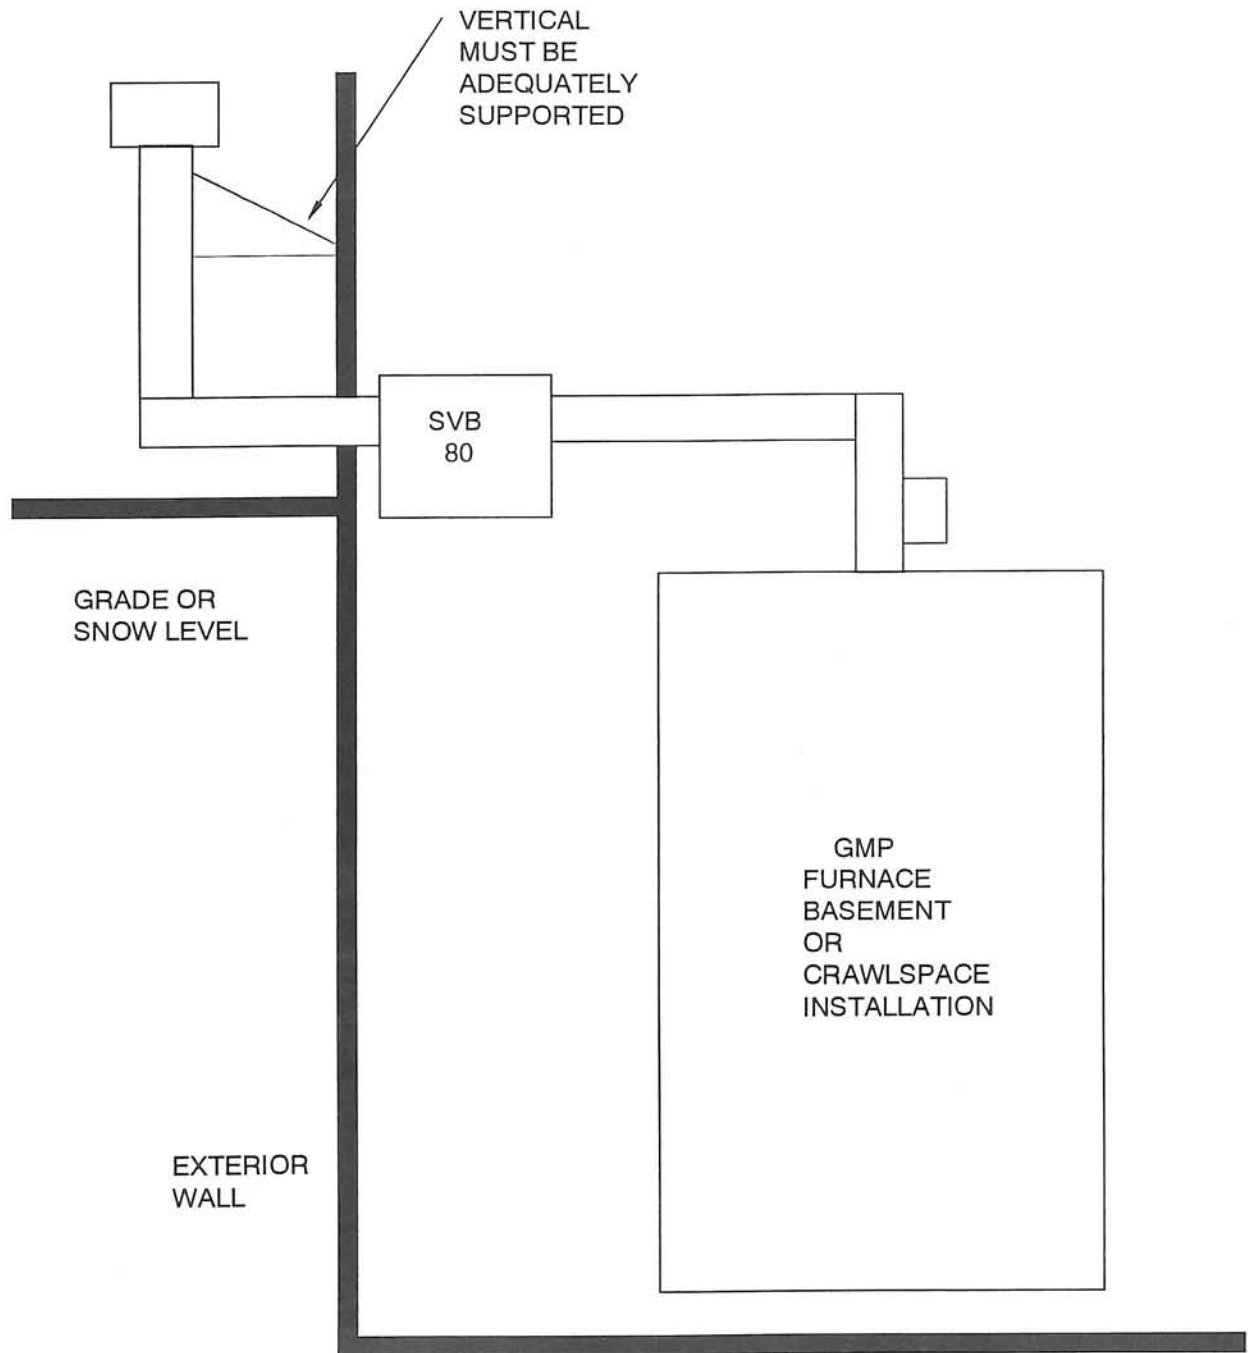 VERTICAL
MUST BE
ADEQUATELY
SUPPORTED
SVB
80
GRADE OR
SNOW LEVEL
GMP
FURNACE
BASEMENT
OR
CRAWLSPACE
INSTALLATION
EXTERIOR
WALL